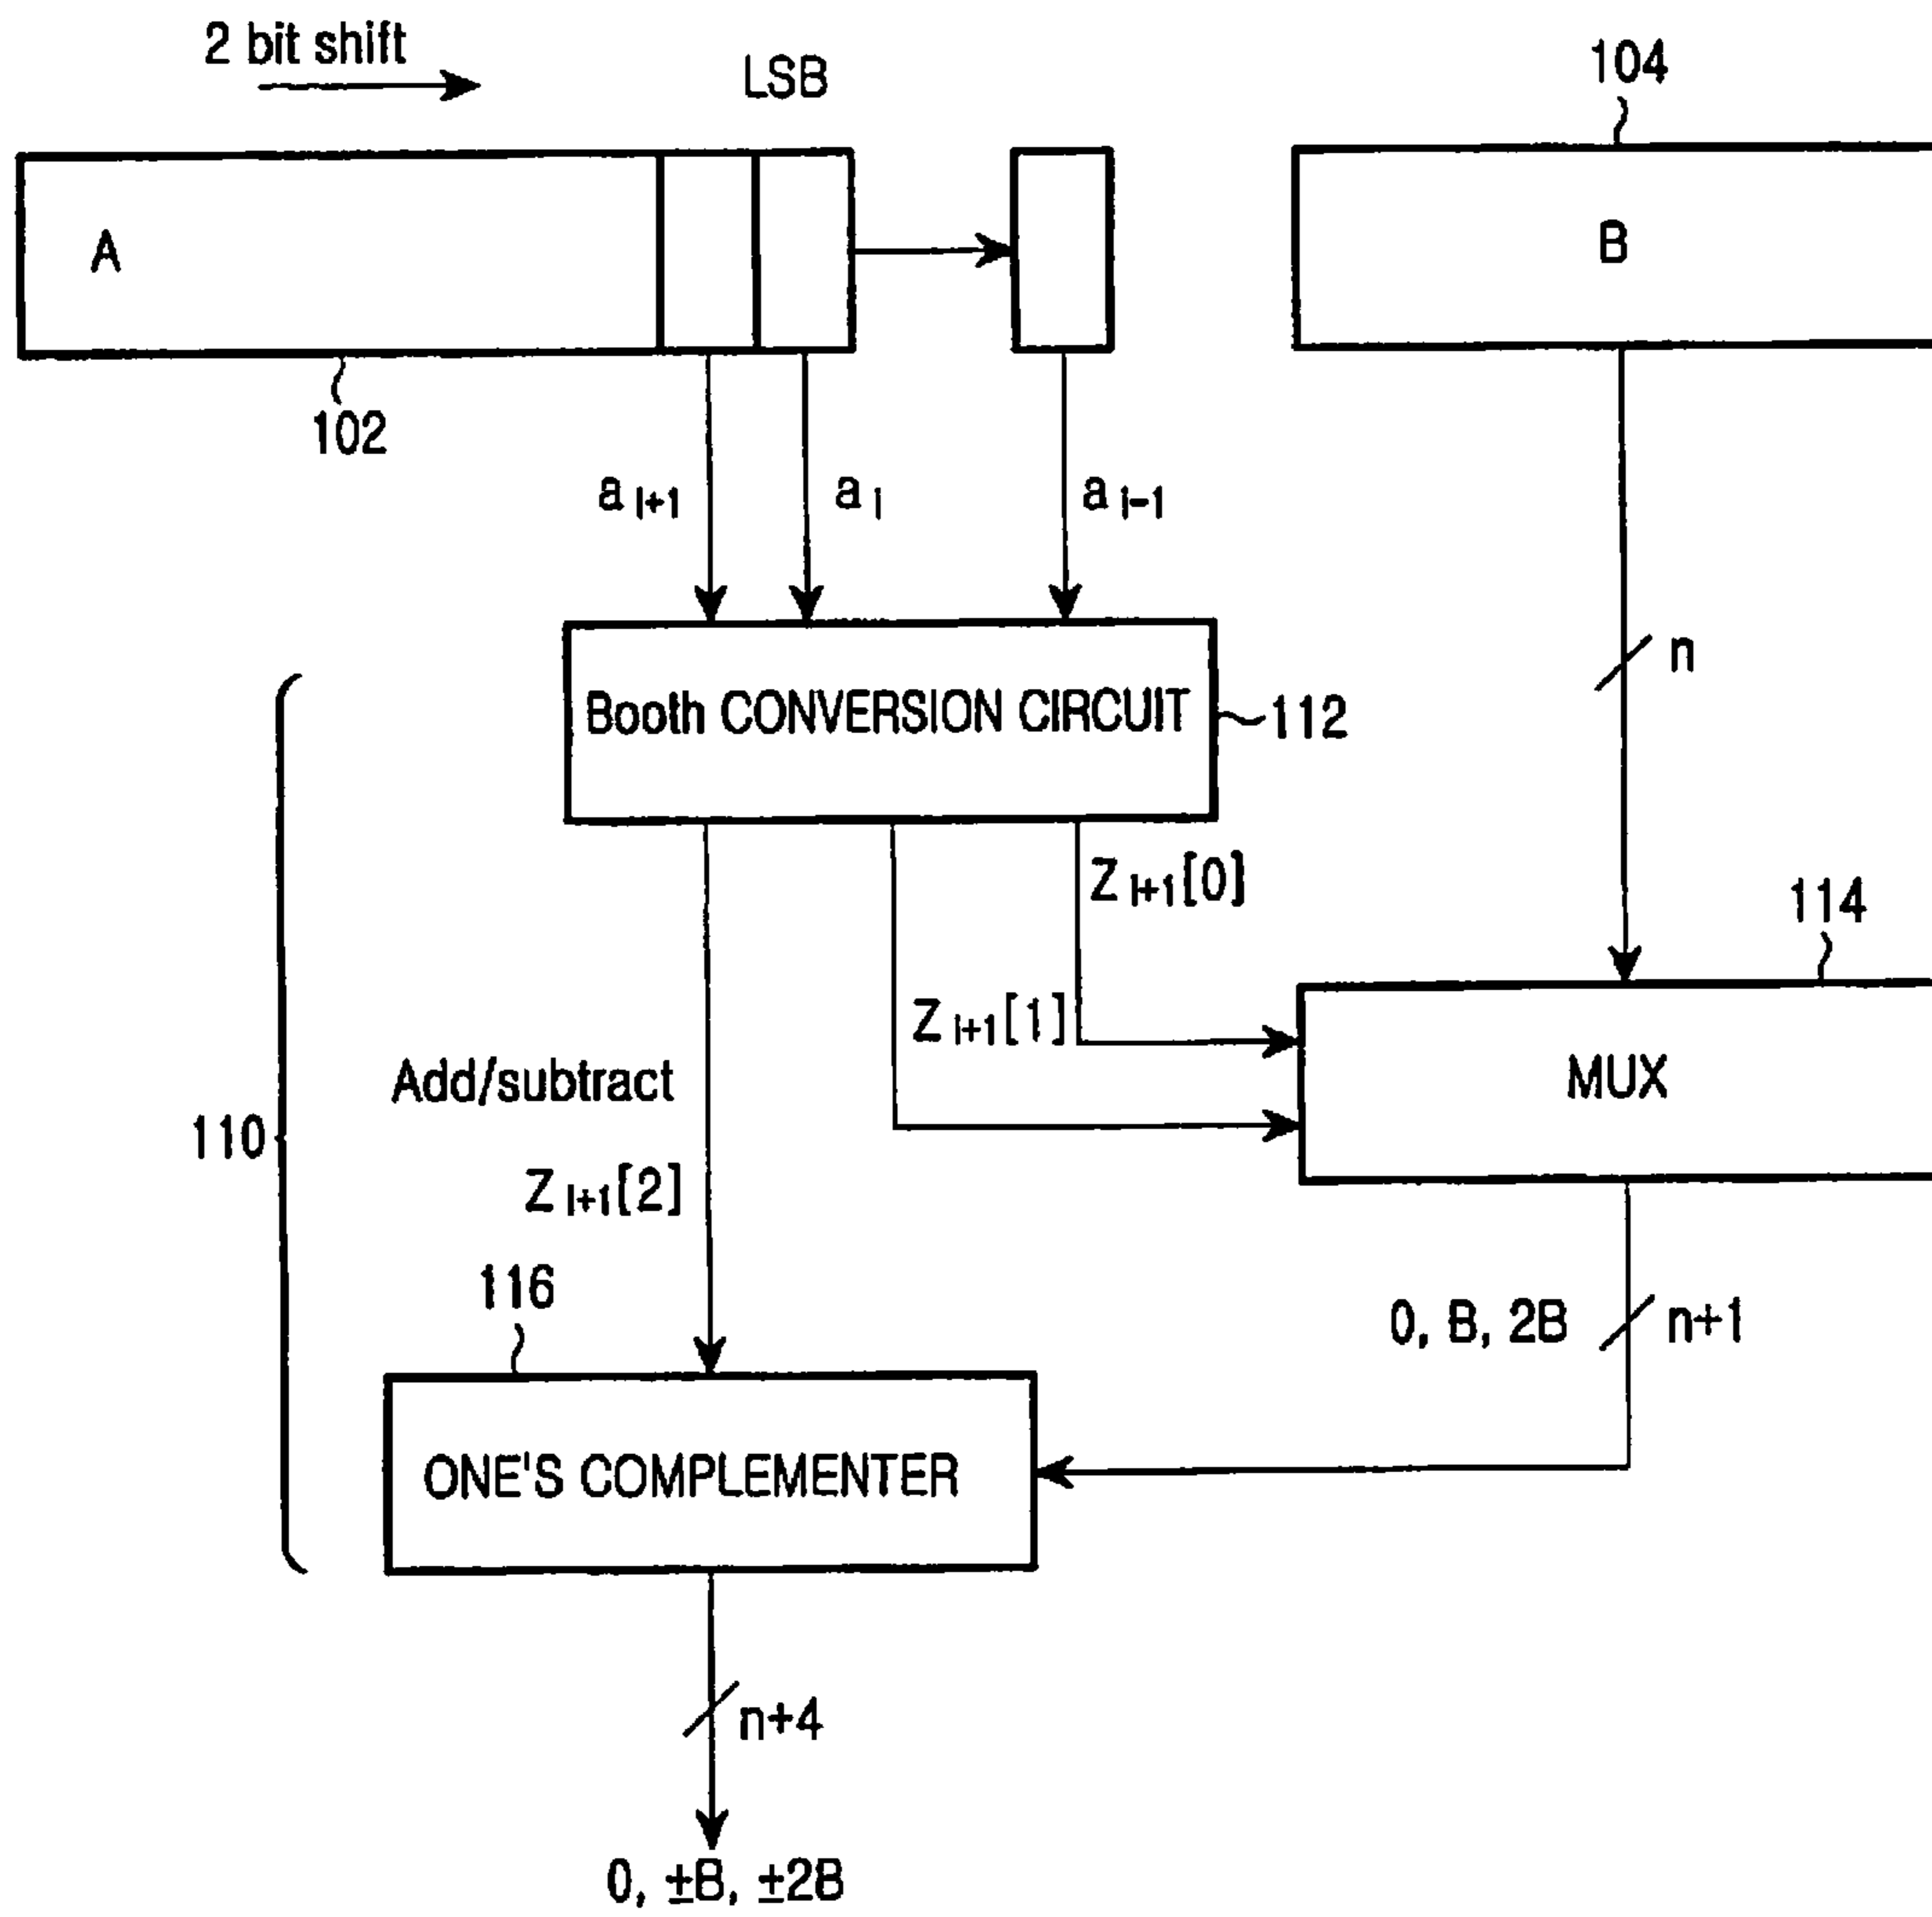 2 bit shift
LSB
104
A
B
102
a i+1
a i
a i-1
n
Booth CONVERSION CIRCUIT
112
Z i+1[0]
114
Z i+1[1]
MUX
Add/subtract
110
Z i+1[2]
116
0, B, 2B
n+1
ONE'S COMPLEMENTER
n+4
0, ±B, ±2B